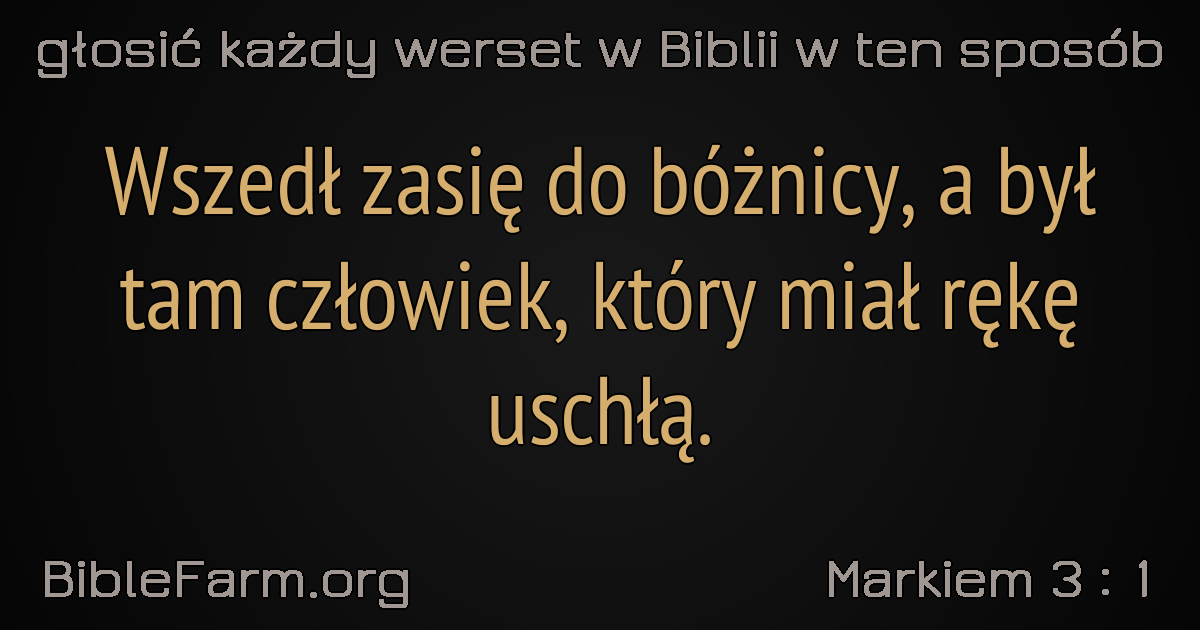 głosić każdy werset w Biblii w ten sposób
Wszedł zasię do bóżnicy, a był
tam człowiek, który miał rękę
uschłą.
BibleFarm.org
Markiem 3 : 1